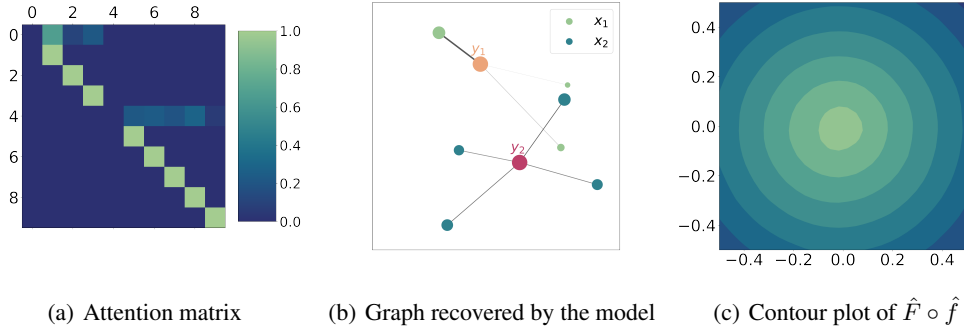 0 2 4 6 8
0
2
4
6
8
1.0
0.8
0.6
0.4
0.2
0.0
(a) Attention matrix
y₁
y₂
x₁
x₂
(b) Graph recovered by the model
0.4
0.2
0.0
−0.2
−0.4
−0.4 −0.2 0.0 0.2 0.4
(c) Contour plot of F̂ ∘ f̂